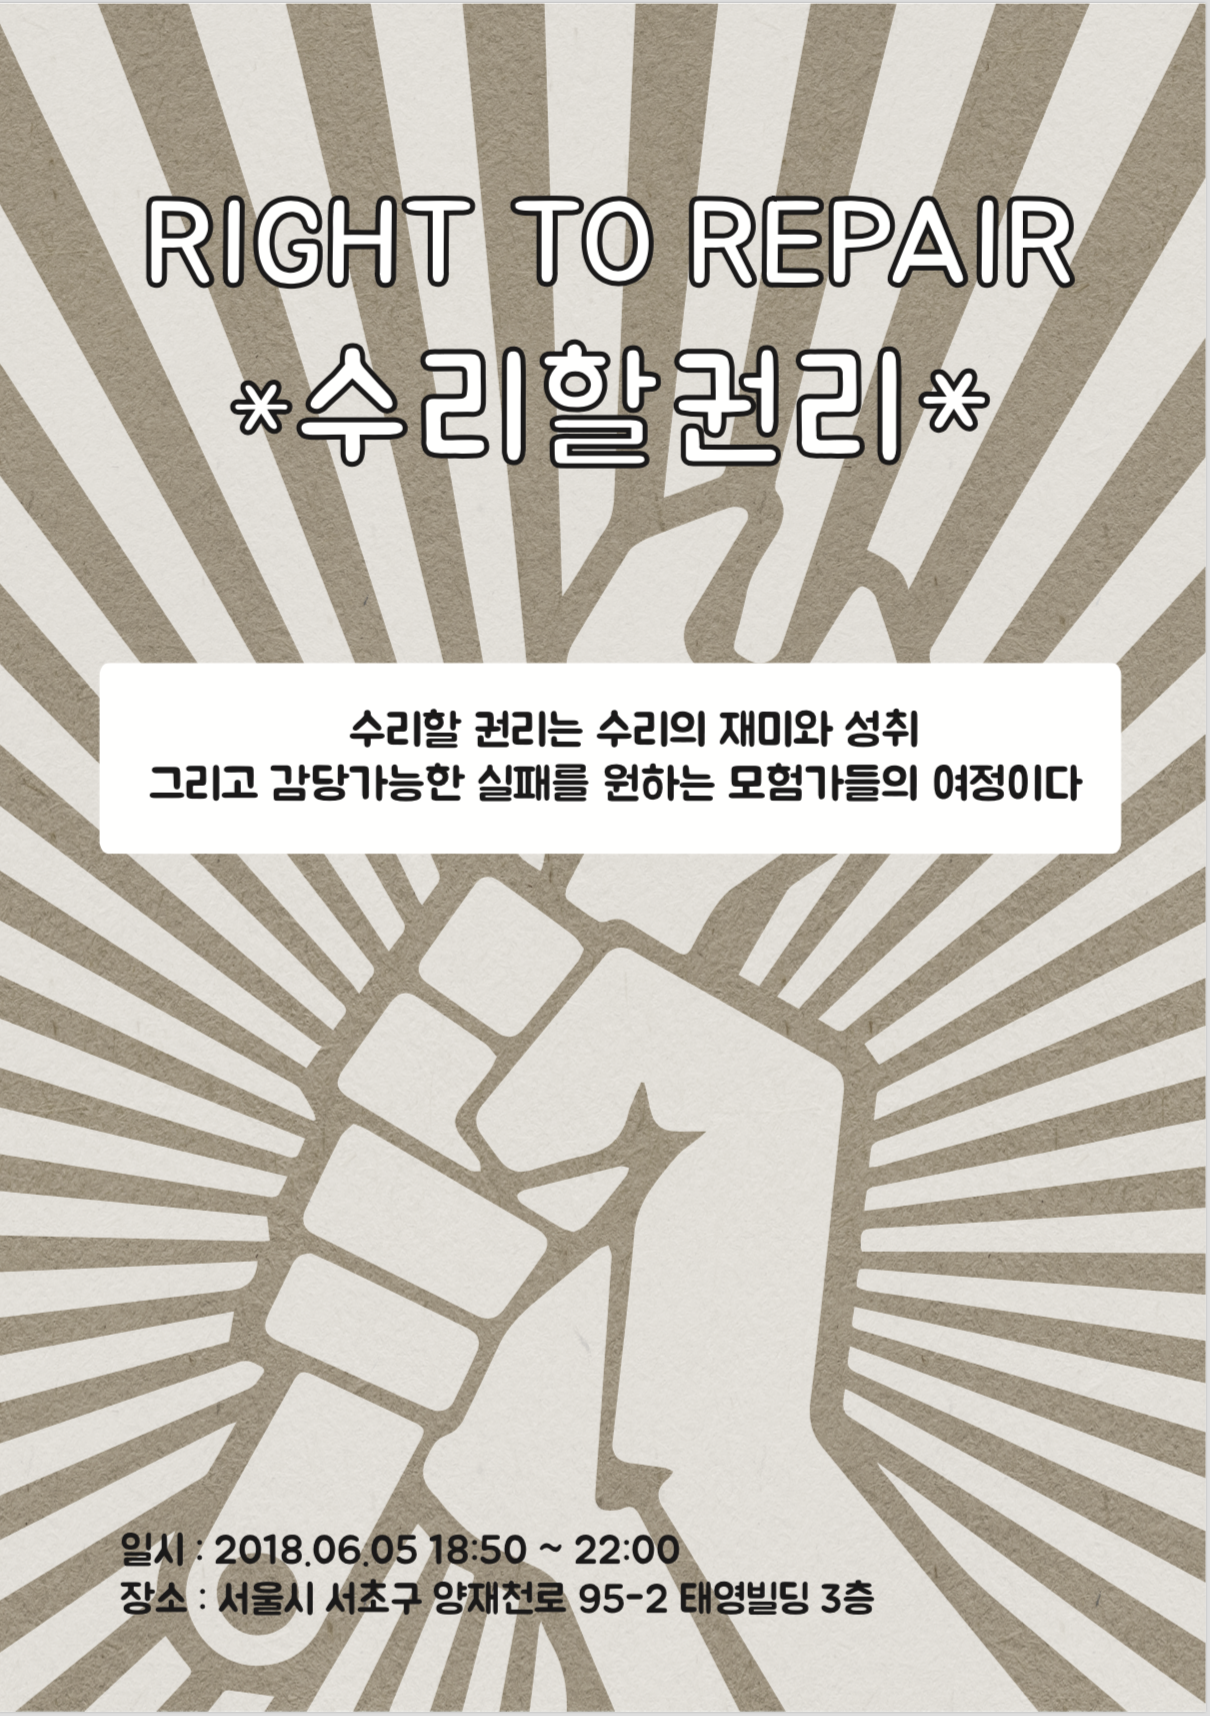 RIGHT TO REPAIR
*수리할권리*
수리할 권리는 수리의 재미와 성취
그리고 감당가능한 실패를 원하는 모험가들의 여정이다
일시 : 2018.06.05 18:50 ~ 22:00
장소 : 서울시 서초구 양재천로 95-2 태영빌딩 3층